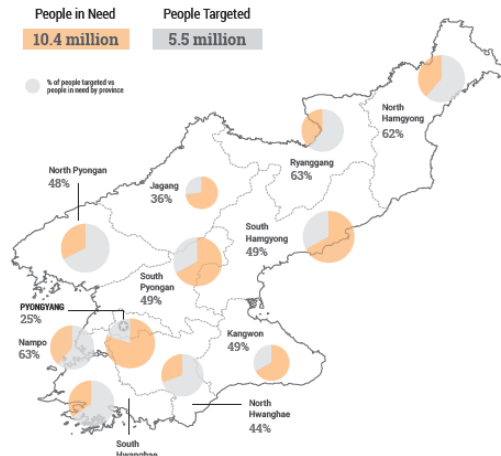 People in Need
People Targeted
10.4 million
5.5 million
% of people targeted vs
people in need by province
North
Hamgyong
62%
Ryanggang
63%
North Pyongan
48%
Jagang
36%
South
Hamgyong
49%
South
Pyongan
49%
PYONGYANG
25%
Nampo
63%
Kangwon
49%
North
Hwanghae
44%
South
Hwanghae